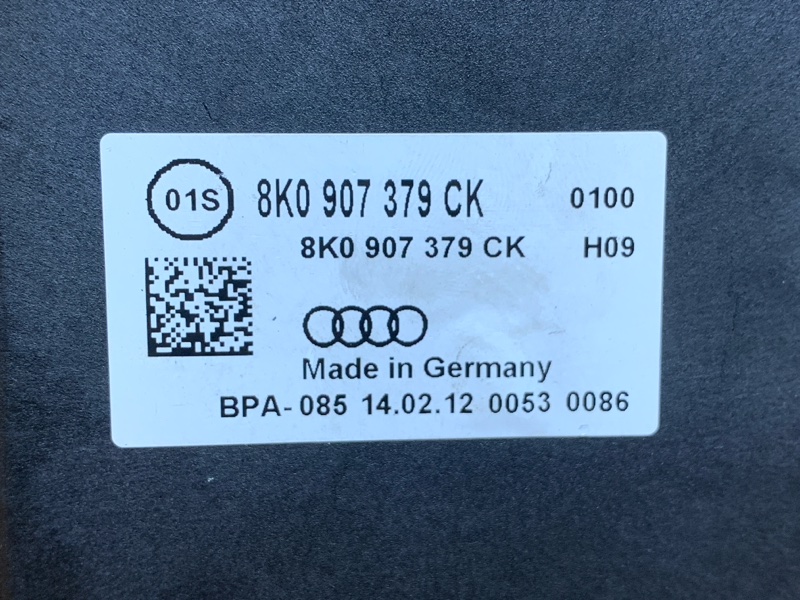 01S 8K0 907 379 CK 0100
8K0 907 379 CK H09
Made in Germany
BPA-085 14.02.12 0053 0086